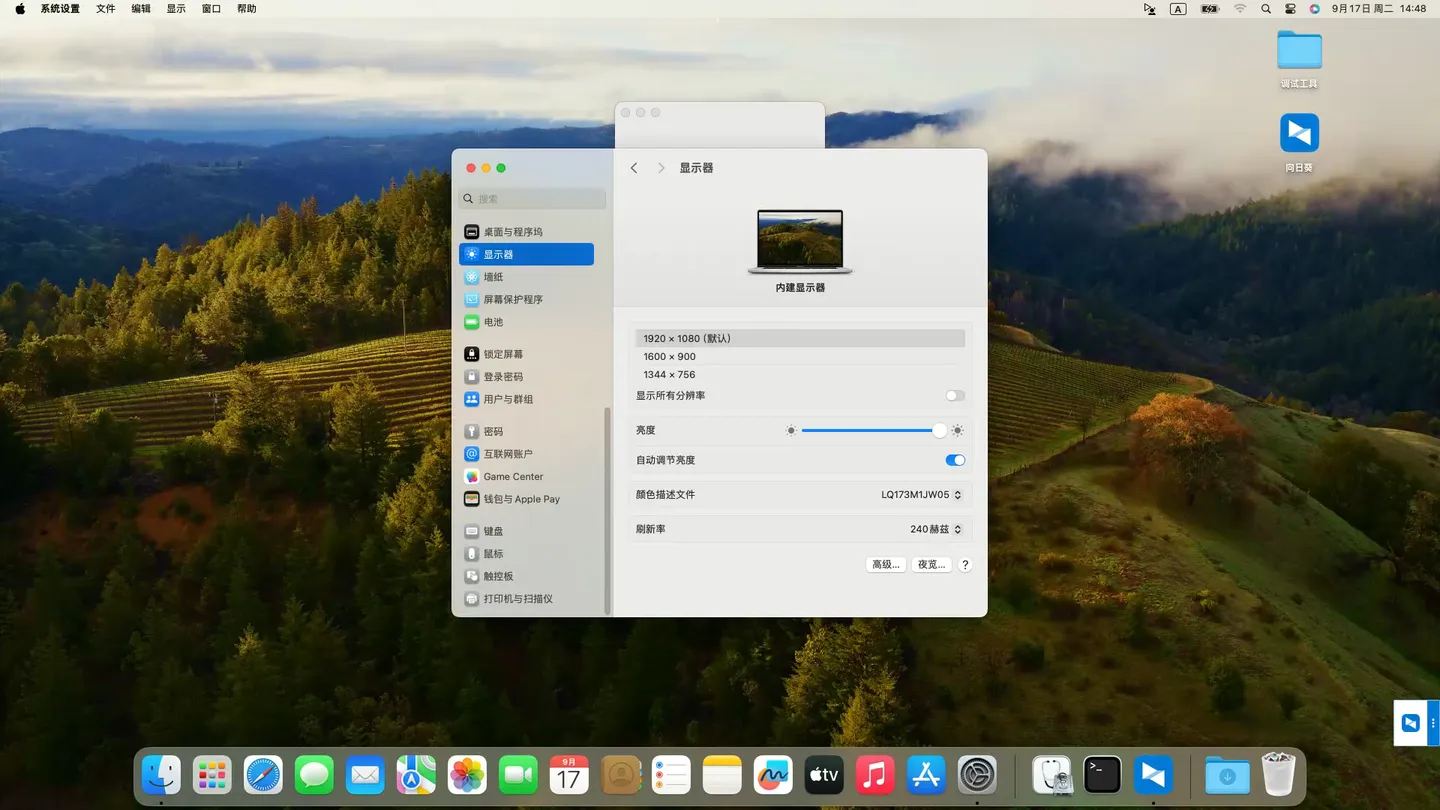 系统设置 文件 编辑 显示 窗口 帮助 A 9月17日 周二 14:48
调试工具
向日葵
显示器
搜索
内建显示器
桌面与程序坞
显示器
墙纸
屏幕保护程序
电池
锁定屏幕
登录密码
用户与群组
密码
互联网账户
Game Center
钱包与 Apple Pay
键盘
鼠标
触控板
打印机与扫描仪
1920 × 1080 (默认)
1600 × 900
1344 × 756
显示所有分辨率
亮度
自动调节亮度
颜色描述文件 LQ173M1JW05
刷新率 240赫兹
高级... 夜览... ?
9月
17
tv
>_